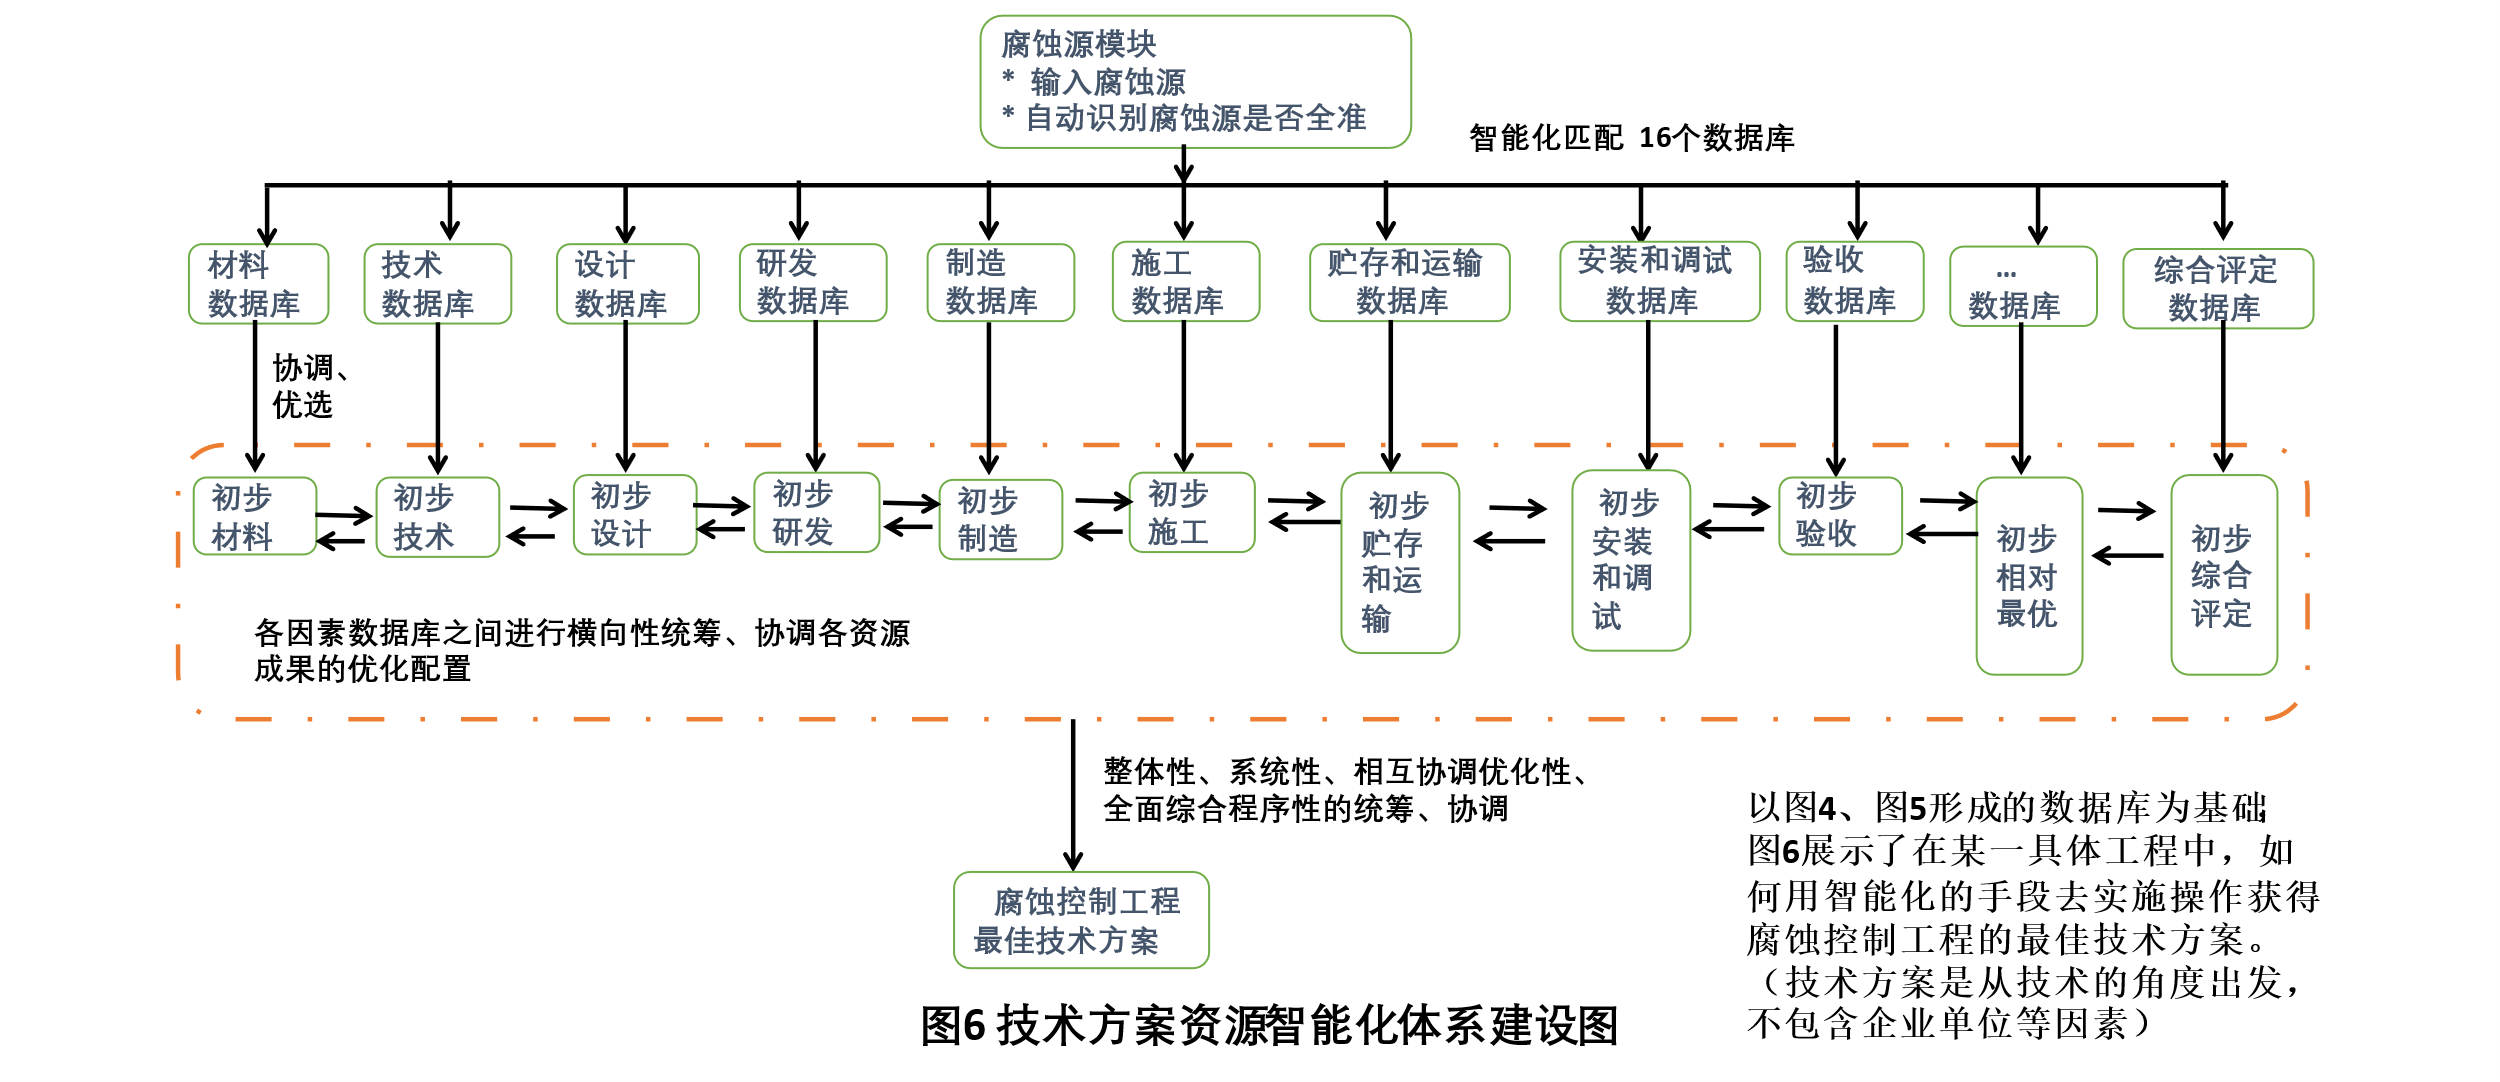 腐蚀源模块
* 输入腐蚀源
* 自动识别腐蚀源是否全准
智能化匹配 16个数据库
材料
数据库
技术
数据库
设计
数据库
研发
数据库
制造
数据库
施工
数据库
贮存和运输
数据库
安装和调试
数据库
验收
数据库
...
数据库
综合评定
数据库
协调、
优选
初步
材料
初步
技术
初步
设计
初步
研发
初步
制造
初步
施工
初步
贮存
和运
输
初步
安装
和调
试
初步
验收
初步
相对
最优
初步
综合
评定
各因素数据库之间进行横向性统筹、协调各资源
成果的优化配置
整体性、系统性、相互协调优化性、
全面综合程序性的统筹、协调
腐蚀控制工程
最佳技术方案
以图4、图5形成的数据库为基础,
图6展示了在某一具体工程中，如
何用智能化的手段去实施操作获得
腐蚀控制工程的最佳技术方案。
（技术方案是从技术的角度出发，
不包含企业单位等因素）
图6 技术方案资源智能化体系建设图